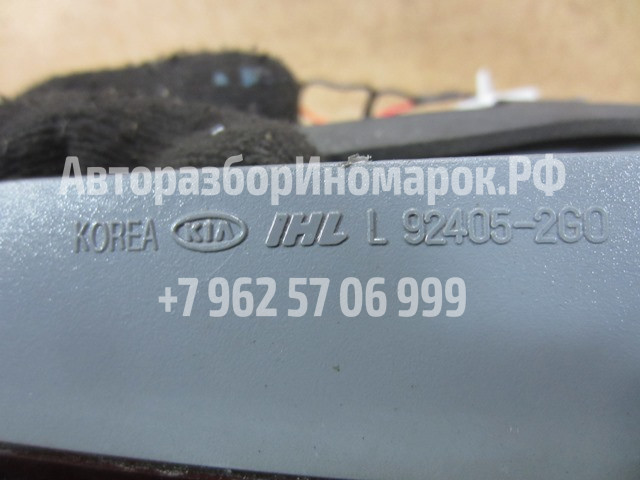 АвторазборИномарок.РФ
KOREA KIA IHL L 92405-2G0
+7 962 57 06 999